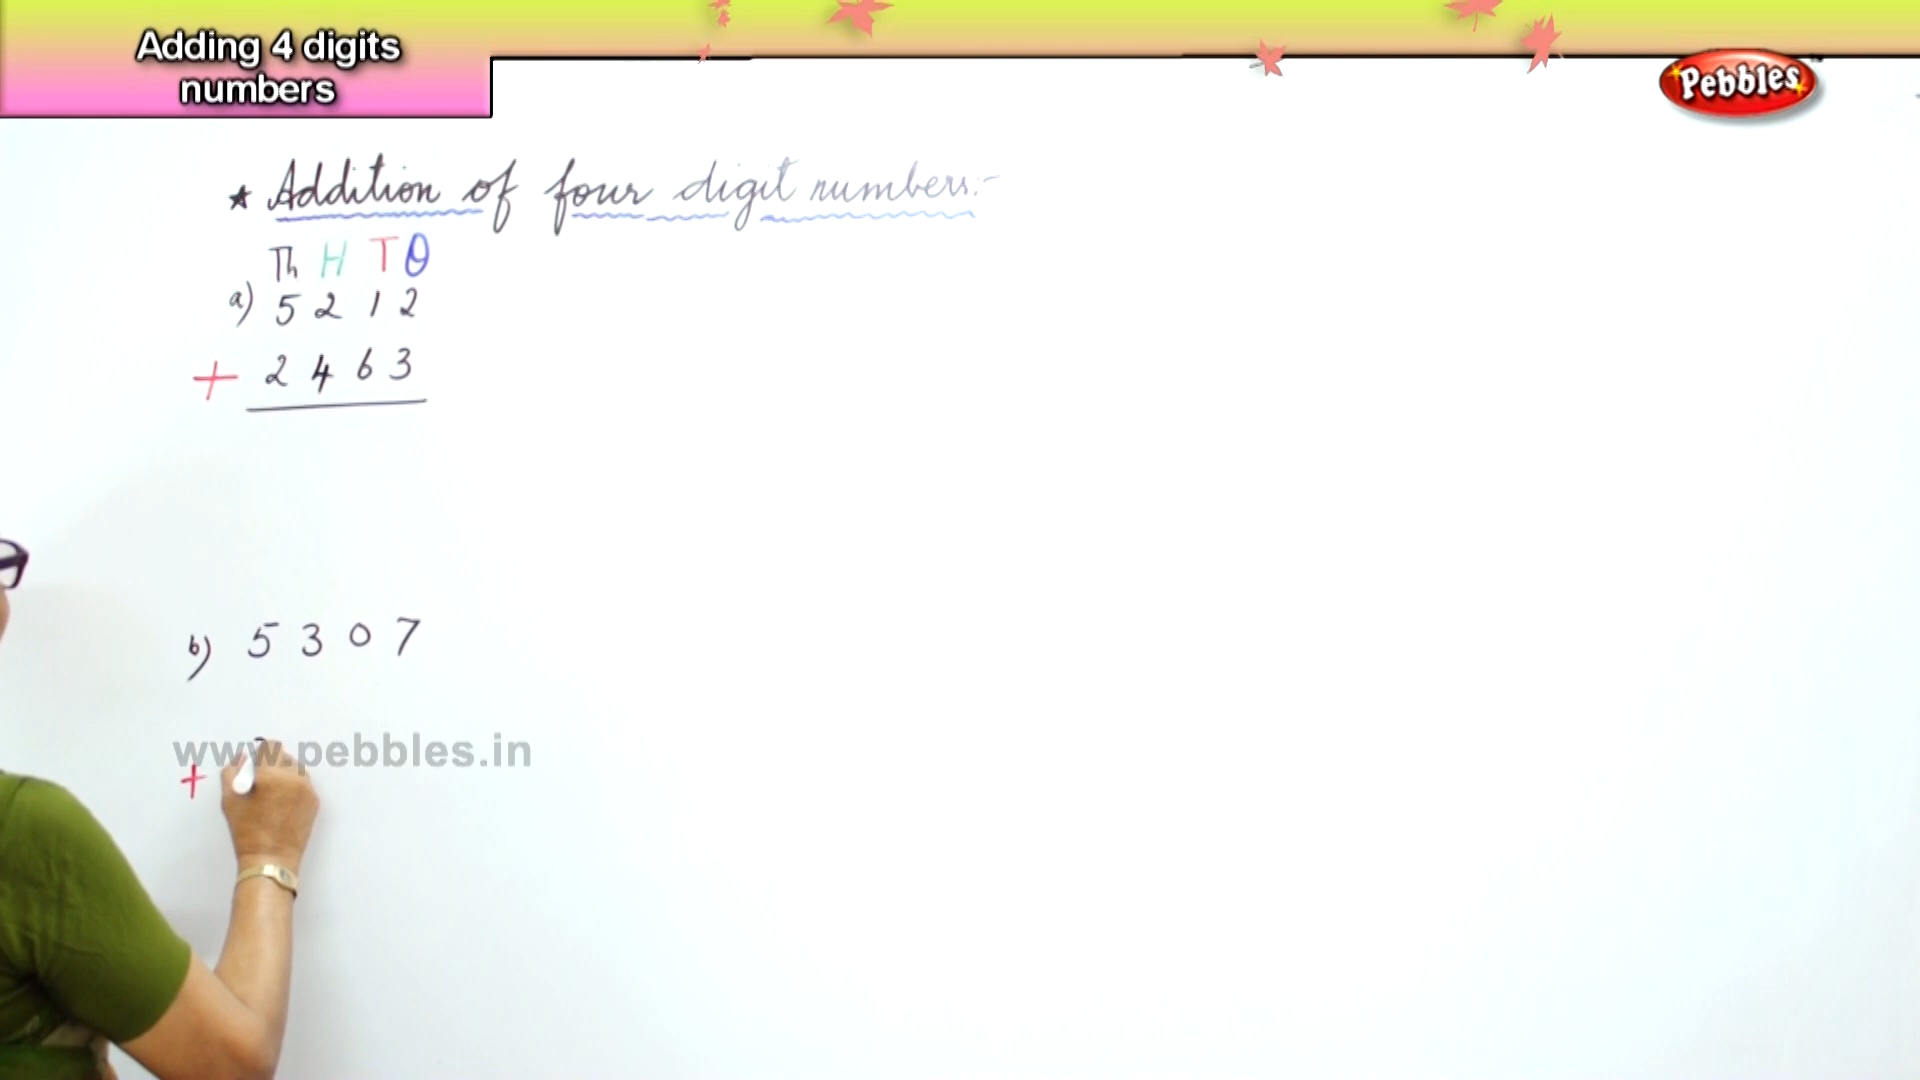 Adding 4 digits
numbers
Pebbles
★ Addition of four digit numbers:-
Th H T O
a) 5 2 1 2
+ 2 4 6 3
b) 5 3 0 7
www.pebbles.in
+